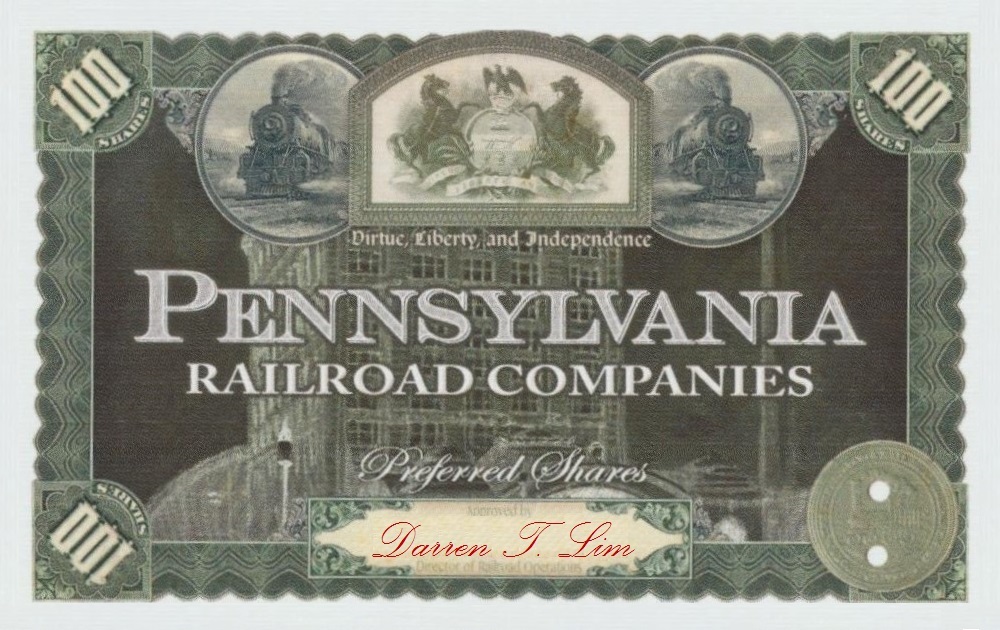 100
SHARES
100
SHARES
Virtue, Liberty, and Independence
PENNSYLVANIA
RAILROAD COMPANIES
Preferred Shares
Approved by
Darren T. Lim
Director of Railroad Operations
100
SHARES